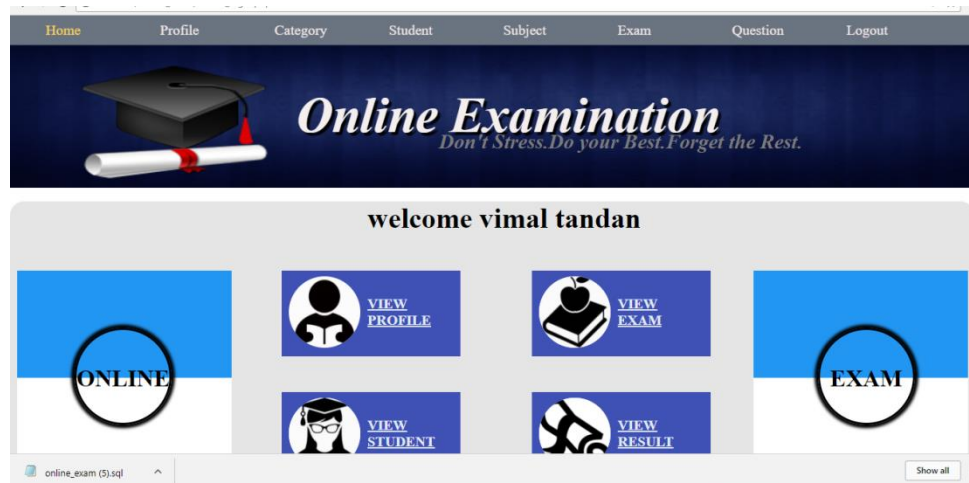 Home Profile Category Student Subject Exam Question Logout
Online Examination
Don't Stress.Do your Best.Forget the Rest.
welcome vimal tandan
ONLINE
VIEW
PROFILE
VIEW
EXAM
EXAM
VIEW
STUDENT
VIEW
RESULT
online_exam (5).sql
Show all